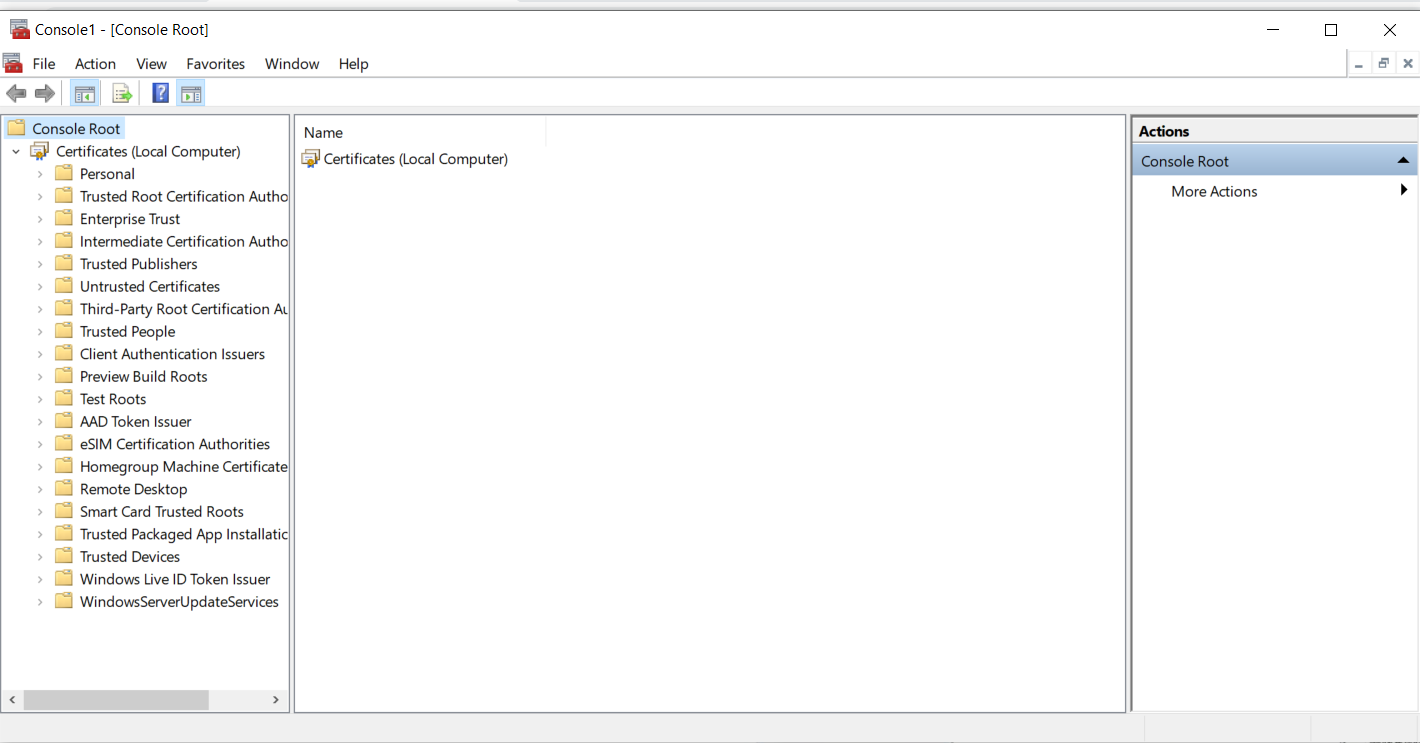 Console1 - [Console Root]
File Action View Favorites Window Help
Console Root
Certificates (Local Computer)
Personal
Trusted Root Certification Autho
Enterprise Trust
Intermediate Certification Autho
Trusted Publishers
Untrusted Certificates
Third-Party Root Certification Au
Trusted People
Client Authentication Issuers
Preview Build Roots
Test Roots
AAD Token Issuer
eSIM Certification Authorities
Homegroup Machine Certificate
Remote Desktop
Smart Card Trusted Roots
Trusted Packaged App Installatic
Trusted Devices
Windows Live ID Token Issuer
WindowsServerUpdateServices
Name
Certificates (Local Computer)
Actions
Console Root
More Actions